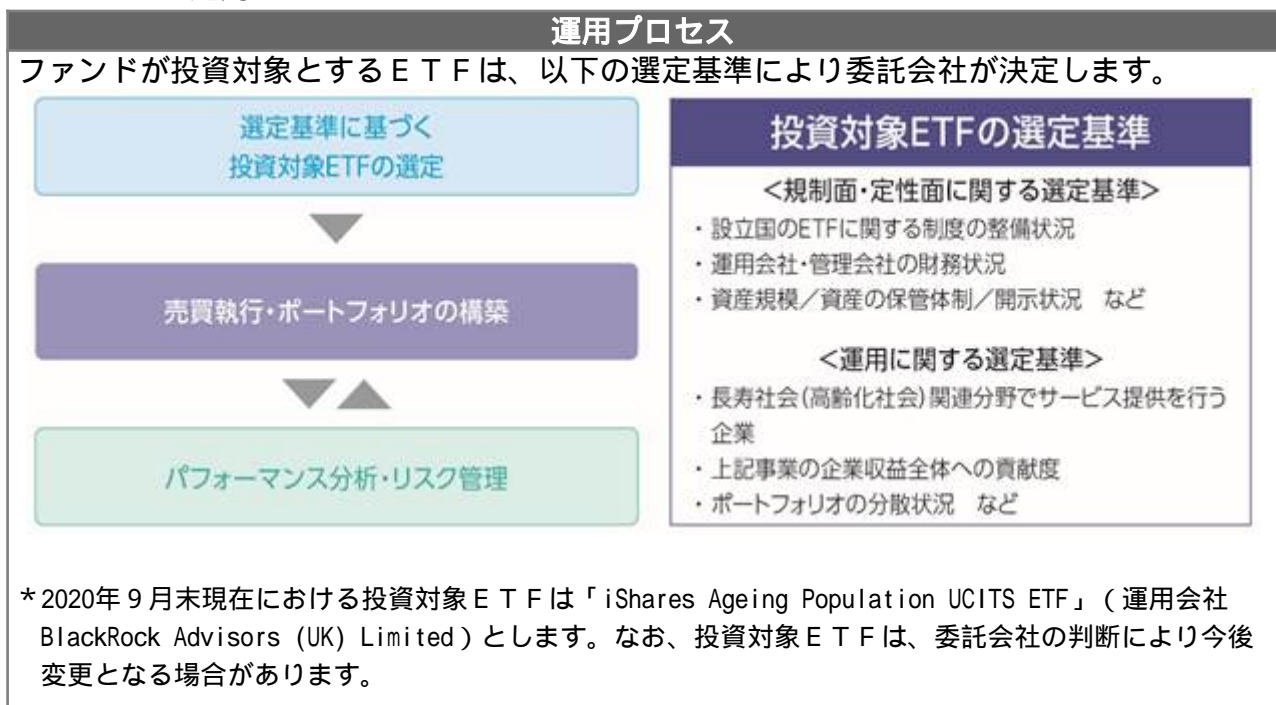 運用プロセス
ファンドが投資対象とするＥＴＦは、以下の選定基準により委託会社が決定します。
選定基準に基づく
投資対象ETFの選定
売買執行・ポートフォリオの構築
パフォーマンス分析・リスク管理
投資対象ETFの選定基準
＜規制面・定性面に関する選定基準＞
・設立国のETFに関する制度の整備状況
・運用会社・管理会社の財務状況
・資産規模／資産の保管体制／開示状況　など
＜運用に関する選定基準＞
・長寿社会(高齢化社会)関連分野でサービス提供を行う
企業
・上記事業の企業収益全体への貢献度
・ポートフォリオの分散状況　など
＊2020年９月末現在における投資対象ＥＴＦは「iShares Ageing Population UCITS ETF」（運用会社
BlackRock Advisors (UK) Limited）とします。なお、投資対象ＥＴＦは、委託会社の判断により今後
変更となる場合があります。